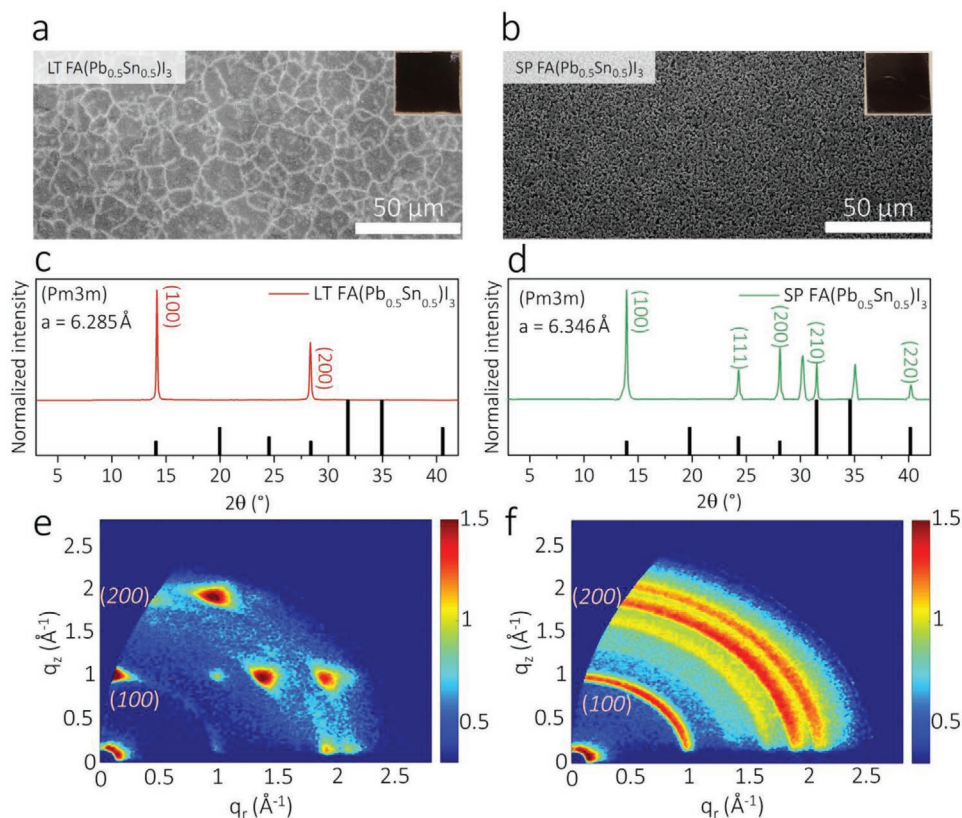 a
LT FA(Pb₀.₅Sn₀.₅)I₃
50 μm
b
SP FA(Pb₀.₅Sn₀.₅)I₃
50 μm
c
Normalized intensity
(Pm3m)
a = 6.285 Å
(100)
(200)
LT FA(Pb₀.₅Sn₀.₅)I₃
5 10 15 20 25 30 35 40
2θ (°)
d
Normalized intensity
(Pm3m)
a = 6.346 Å
(100)
(111)
(200)
(210)
(220)
SP FA(Pb₀.₅Sn₀.₅)I₃
5 10 15 20 25 30 35 40
2θ (°)
e
q_z (Å⁻¹)
2.5
2
1.5
1
0.5
0
(200)
(100)
0 0.5 1 1.5 2 2.5
q_r (Å⁻¹)
1.5
1
0.5
f
q_z (Å⁻¹)
2.5
2
1.5
1
0.5
0
(200)
(100)
0 0.5 1 1.5 2 2.5
q_r (Å⁻¹)
1.5
1
0.5